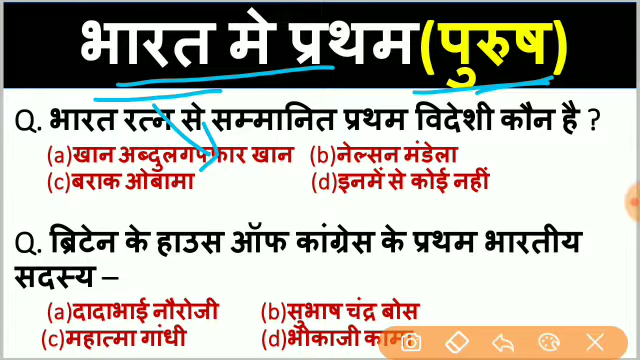 भारत मे प्रथम(पुरुष)
Q. भारत रत्न से सम्मानित प्रथम विदेशी कौन है ?
(a)खान अब्दुलगफ्फार खान (b)नेल्सन मंडेला
(c)बराक ओबामा (d)इनमें से कोई नहीं
Q. ब्रिटेन के हाउस ऑफ कांग्रेस के प्रथम भारतीय
सदस्य –
(a)दादाभाई नौरोजी (b)सुभाष चंद्र बोस
(c)महात्मा गांधी (d)भीकाजी कामा